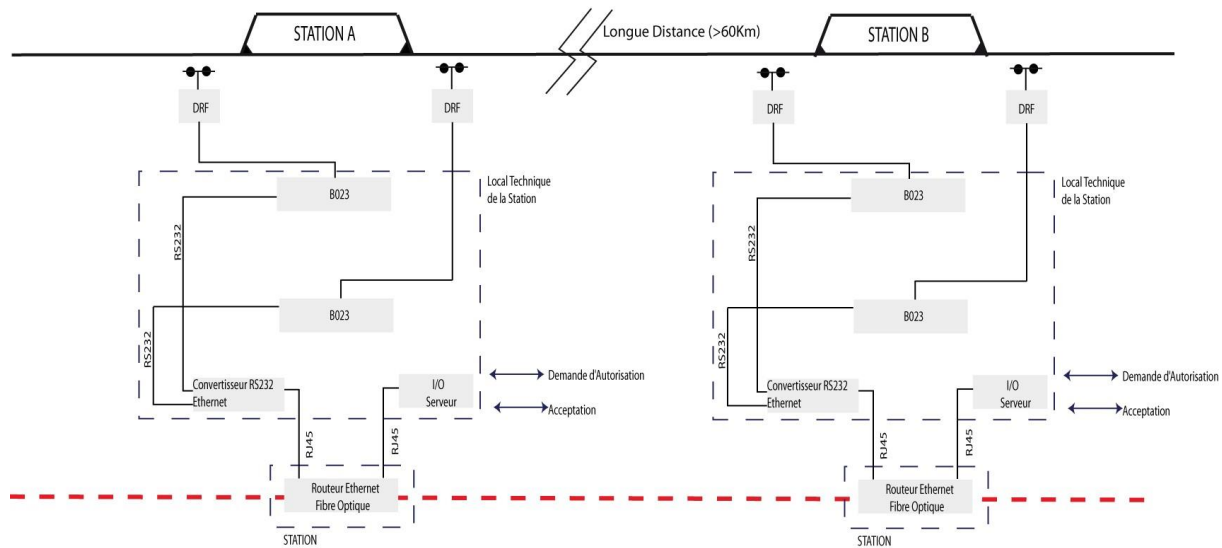 STATION A
Longue Distance (>60Km)
STATION B
DRF
DRF
DRF
DRF
B023
Local Technique
de la Station
B023
Local Technique
de la Station
RS232
RS232
B023
B023
RS232
RS232
Convertisseur RS232
Ethernet
I/O
Serveur
Demande d'Autorisation
Acceptation
Convertisseur RS232
Ethernet
I/O
Serveur
Demande d'Autorisation
Acceptation
RJ45
RJ45
RJ45
RJ45
Routeur Ethernet
Fibre Optique
Routeur Ethernet
Fibre Optique
STATION
STATION